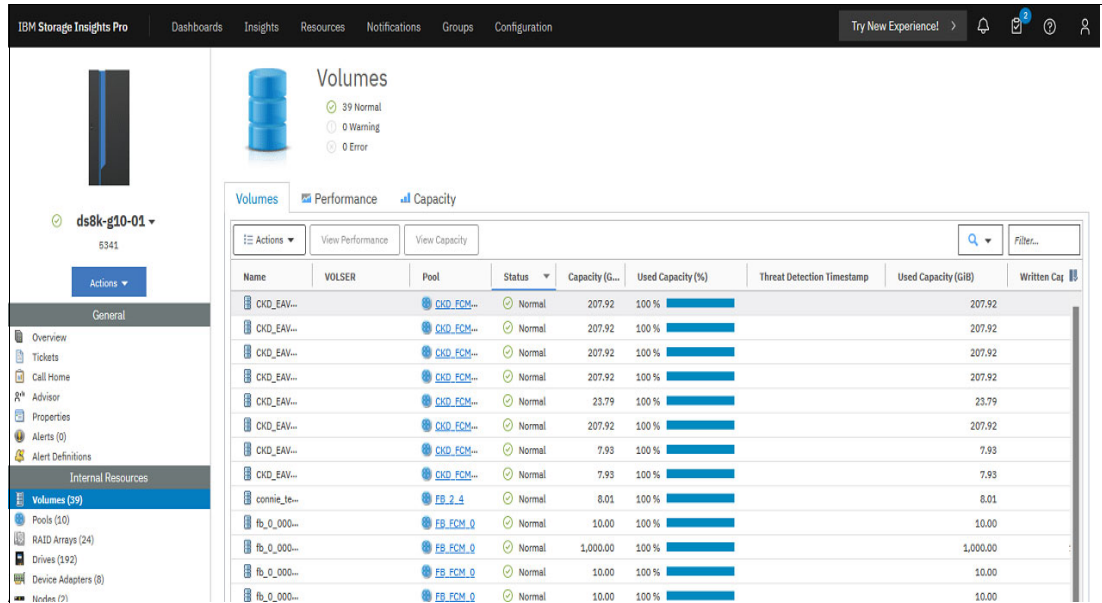 IBM Storage Insights Pro Dashboards Insights Resources Notifications Groups Configuration Try New Experience! 2
Volumes
39 Normal
0 Warning
0 Error
ds8k-g10-01
5341
Actions
General
Overview
Tickets
Call Home
Advisor
Properties
Alerts (0)
Alert Definitions
Internal Resources
Volumes (39)
Pools (10)
RAID Arrays (24)
Drives (192)
Device Adapters (8)
Nodes (2)
Volumes Performance Capacity
Actions View Performance View Capacity Filter...
Name VOLSER Pool Status Capacity (G... Used Capacity (%) Threat Detection Timestamp Used Capacity (GiB) Written Cap
CKD_EAV... CKD_FCM... Normal 207.92 100 % 207.92
CKD_EAV... CKD_FCM... Normal 207.92 100 % 207.92
CKD_EAV... CKD_FCM... Normal 207.92 100 % 207.92
CKD_EAV... CKD_FCM... Normal 207.92 100 % 207.92
CKD_EAV... CKD_FCM... Normal 23.79 100 % 23.79
CKD_EAV... CKD_FCM... Normal 207.92 100 % 207.92
CKD_EAV... CKD_FCM... Normal 7.93 100 % 7.93
CKD_EAV... CKD_FCM... Normal 7.93 100 % 7.93
connie_te... FB_2_4 Normal 8.01 100 % 8.01
fb_0_000... FB_FCM_0 Normal 10.00 100 % 10.00
fb_0_000... FB_FCM_0 Normal 1,000.00 100 % 1,000.00
fb_0_000... FB_FCM_0 Normal 10.00 100 % 10.00
fb_0_000... FB_FCM_0 Normal 10.00 100 % 10.00